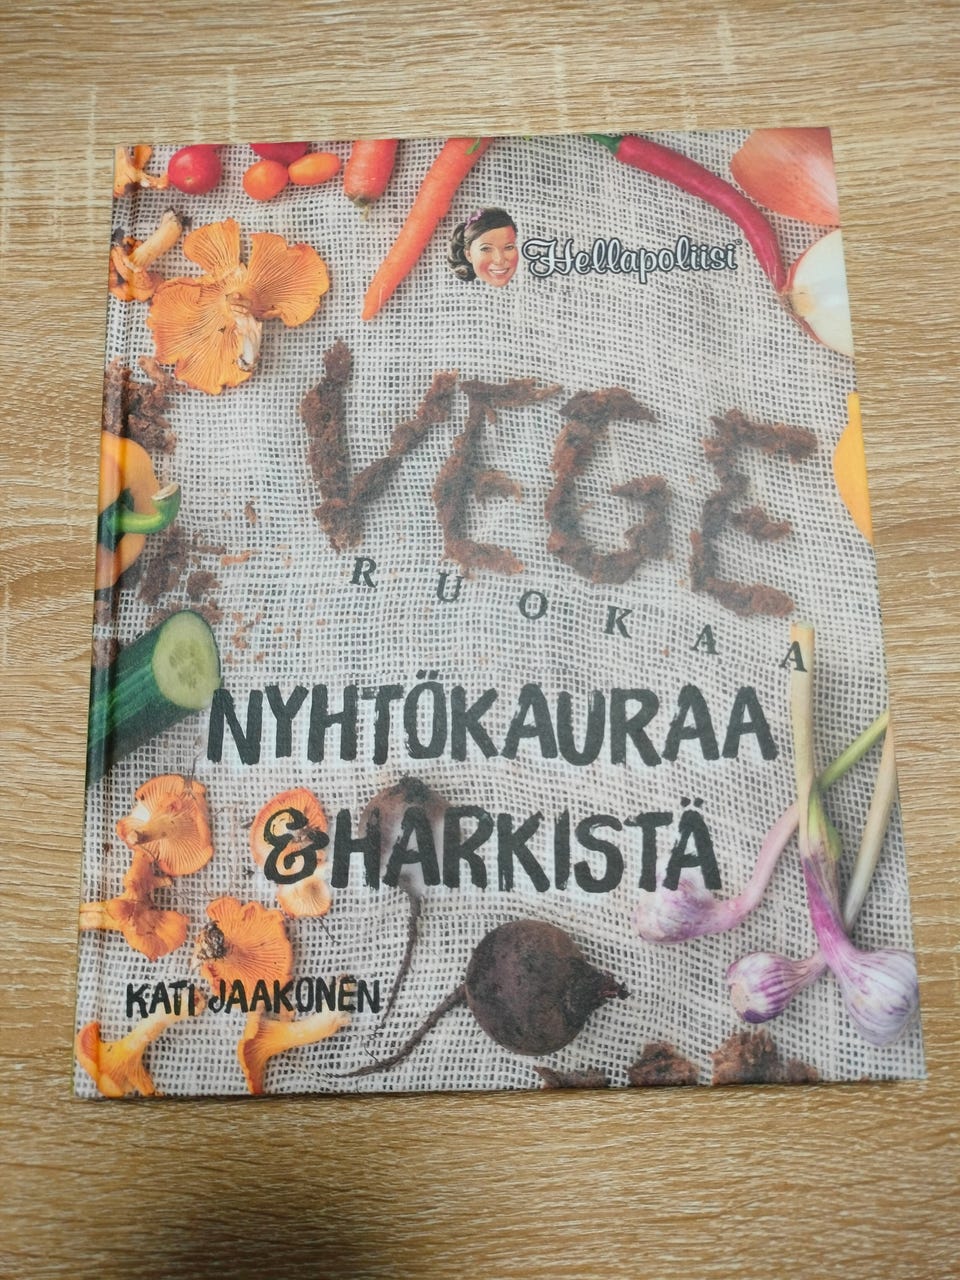 Hellapoliisi®
VEGE
RUOKAA
NYHTÖKAURAA
&HÄRKISTÄ
KATI JAAKONEN